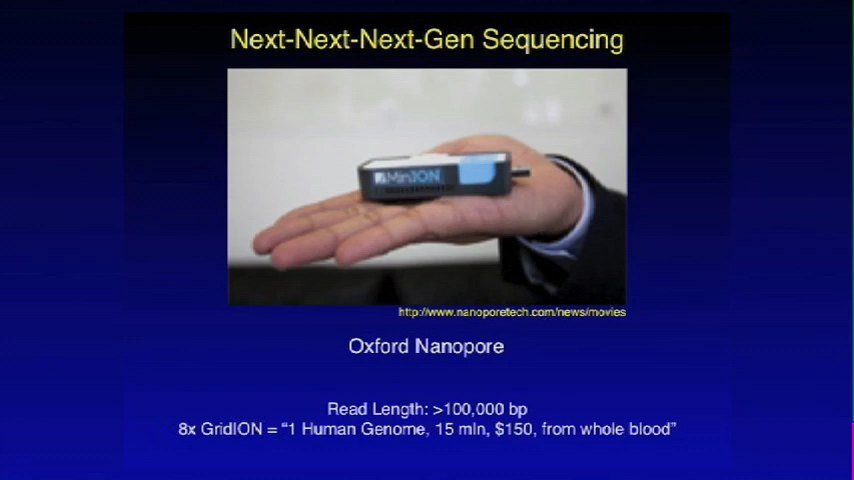 Next-Next-Next-Gen Sequencing
MinION
http://www.nanoporetech.com/news/movies
Oxford Nanopore
Read Length: >100,000 bp
8x GridION = “1 Human Genome, 15 min, $150, from whole blood”